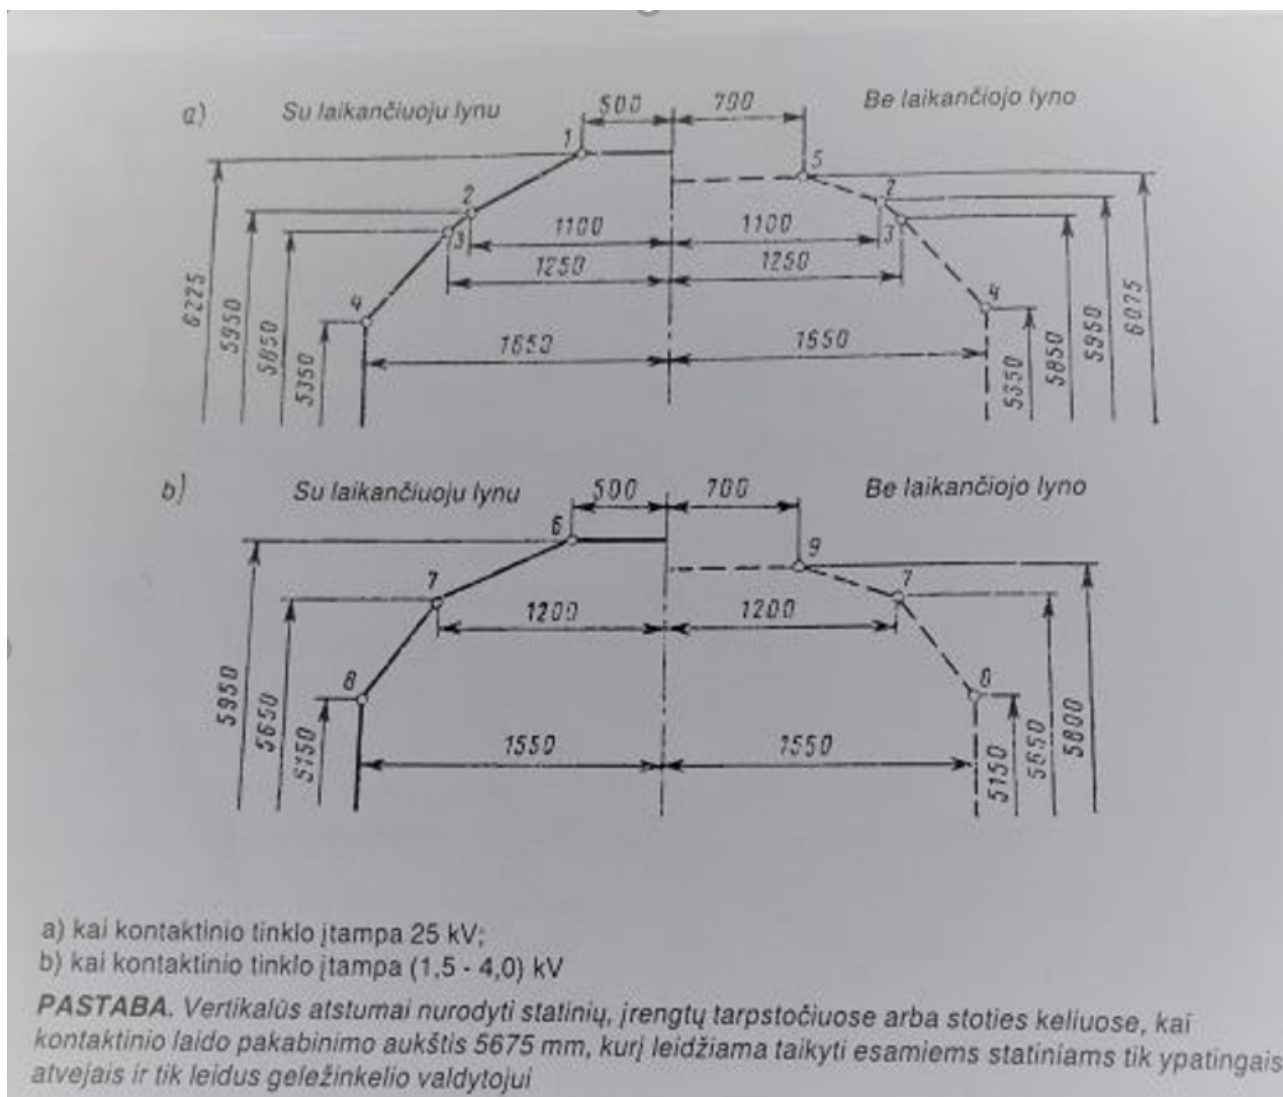 a) Su laikančiuoju lynu 500 700 Be laikančiojo lyno
1 5
2 2
3 1100 1100 3
1250 1250
4 4
1650 1650
6225 5950 5850 5350 5350 5850 5950 6075
b) Su laikančiuoju lynu 500 700 Be laikančiojo lyno
6 9
7 7
1200 1200
8 8
1550 1550
5950 5650 5150 5150 5650 5800
a) kai kontaktinio tinklo įtampa 25 kV;
b) kai kontaktinio tinklo įtampa (1,5 - 4,0) kV
PASTABA. Vertikalūs atstumai nurodyti statinių, įrengtų tarpstočiuose arba stoties keliuose, kai
kontaktinio laido pakabinimo aukštis 5675 mm, kurį leidžiama taikyti esamiems statiniams tik ypatingais
atvejais ir tik leidus geležinkelio valdytojui